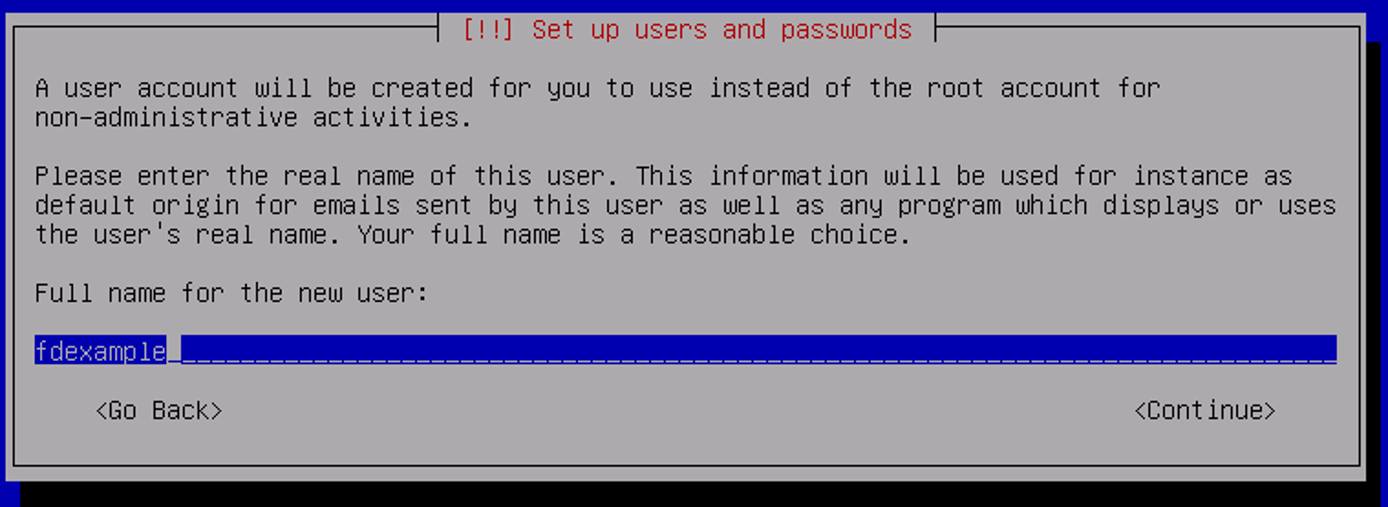 [!!] Set up users and passwords
A user account will be created for you to use instead of the root account for
non-administrative activities.
Please enter the real name of this user. This information will be used for instance as
default origin for emails sent by this user as well as any program which displays or uses
the user's real name. Your full name is a reasonable choice.
Full name for the new user:
fdexample
<Go Back> <Continue>